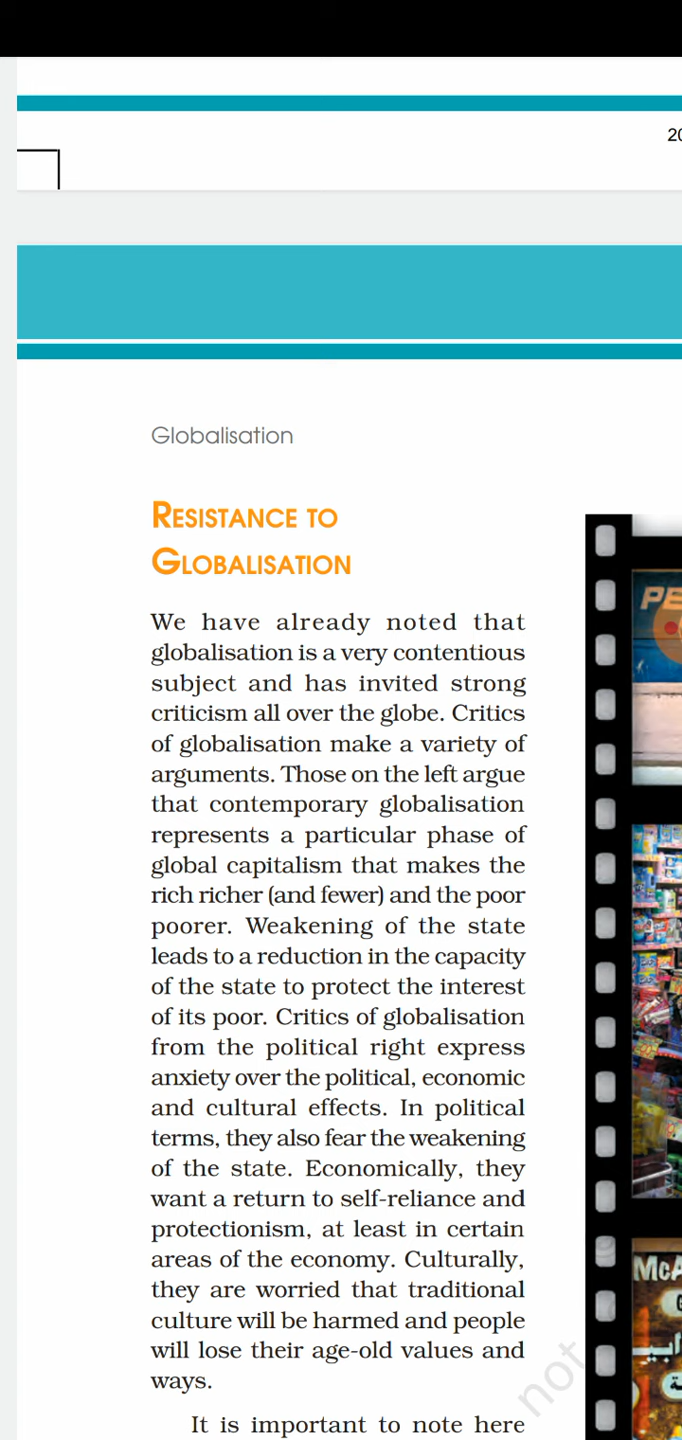 20
Globalisation
RESISTANCE TO
GLOBALISATION
We have already noted that
globalisation is a very contentious
subject and has invited strong
criticism all over the globe. Critics
of globalisation make a variety of
arguments. Those on the left argue
that contemporary globalisation
represents a particular phase of
global capitalism that makes the
rich richer (and fewer) and the poor
poorer. Weakening of the state
leads to a reduction in the capacity
of the state to protect the interest
of its poor. Critics of globalisation
from the political right express
anxiety over the political, economic
and cultural effects. In political
terms, they also fear the weakening
of the state. Economically, they
want a return to self-reliance and
protectionism, at least in certain
areas of the economy. Culturally,
they are worried that traditional
culture will be harmed and people
will lose their age-old values and
ways.
It is important to note here
not
PE
McA